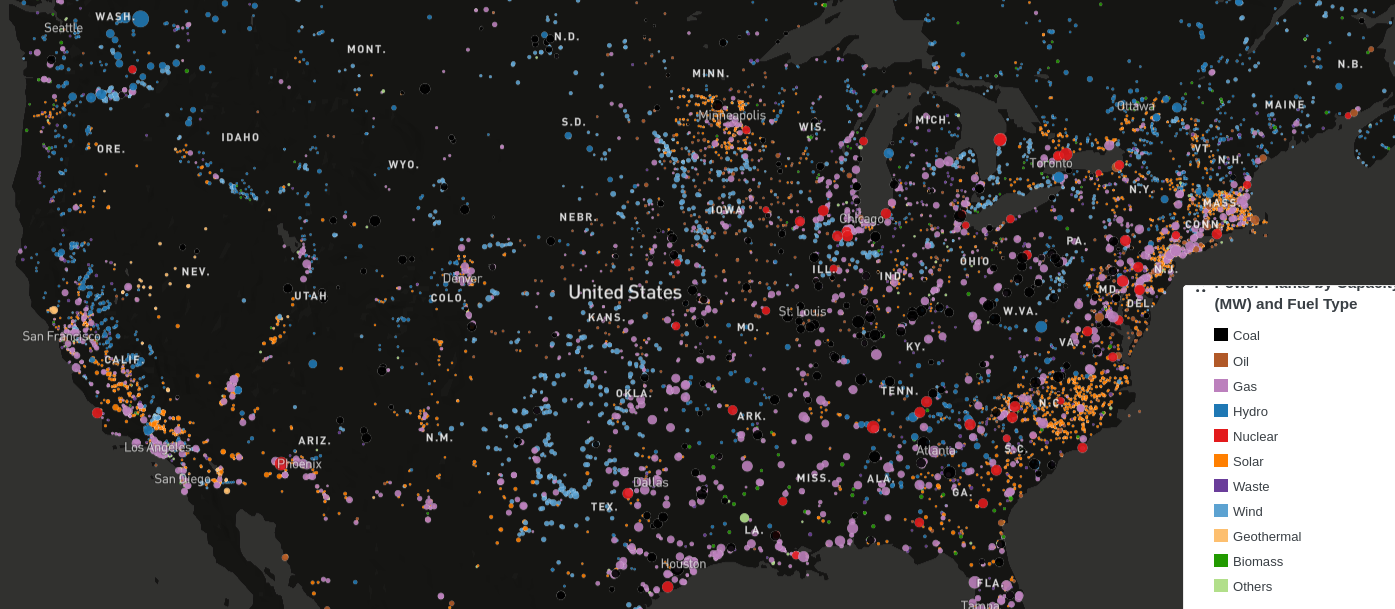 WASH.
Seattle
MONT.
N.D.
MINN.
Minneapolis
S.D.
WIS.
MICH.
Ottawa
MAINE
N.B.
VT.
N.H.
Toronto
N.Y.
MASS.
CONN.
IDAHO
ORE.
WYO.
NEBR.
IOWA
Chicago
PA.
OHIO
ILL.
IND.
N.J.
MD.
DEL.
NEV.
UTAH
Denver
COLO.
United States
KANS.
MO.
St. Louis
W.VA.
VA.
KY.
San Francisco
CALIF.
OKLA.
ARK.
TENN.
N.C.
Los Angeles
San Diego
ARIZ.
Phoenix
N.M.
Dallas
TEX.
MISS.
ALA.
Atlanta
S.C.
GA.
LA.
Houston
FLA.
Tampa
Power Plants by Capacity
(MW) and Fuel Type
Coal
Oil
Gas
Hydro
Nuclear
Solar
Waste
Wind
Geothermal
Biomass
Others